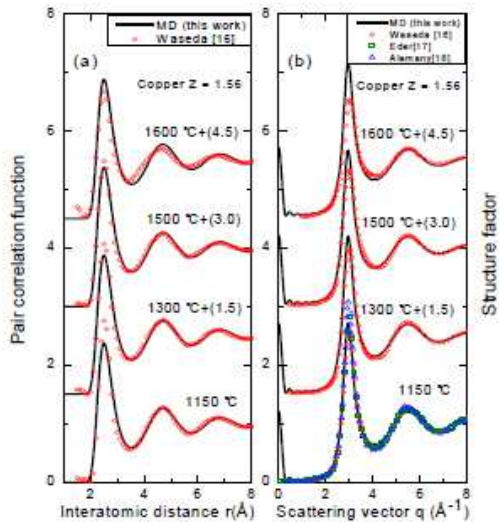 MD (this work)
Waseda [16]
(a)
Copper Z = 1.56
1600 °C+(4.5)
1500 °C+(3.0)
1300 °C+(1.5)
1150 °C
Pair correlation function
8
6
4
2
0
2
4
6
8
Interatomic distance r(Å)
MD (this work)
Waseda [16]
Eder[17]
Alemany[18]
(b)
Copper Z = 1.56
1600 °C+(4.5)
1500 °C+(3.0)
1300 °C+(1.5)
1150 °C
Structure factor
8
6
4
2
0
0
2
4
6
8
Scattering vector q (Å⁻¹)